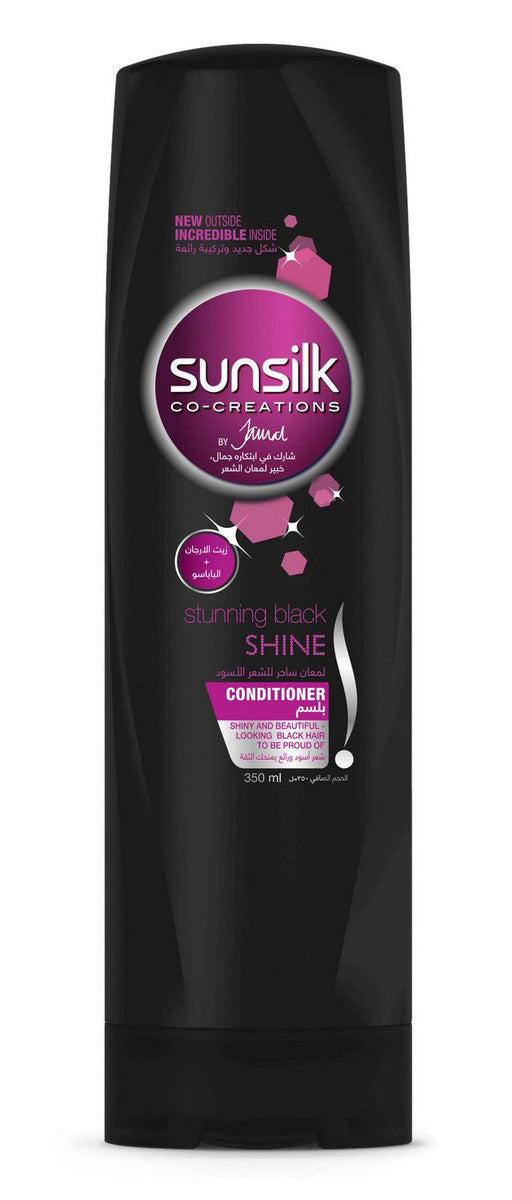 NEW OUTSIDE
INCREDIBLE INSIDE
شكل جديد وتركيبة رائعة
sunsilk
CO-CREATIONS
BY Jamal
شارك في ابتكاره جمال،
خبير لمعان الشعر
زيت الارجان
+
الباباسو
stunning black
SHINE
لمعان ساحر للشعر الأسود
CONDITIONER
بلسم
SHINY AND BEAUTIFUL -
LOOKING BLACK HAIR
TO BE PROUD OF
شعر أسود ورائع يمنحك الثقة
350 ml الحجم الصافي ٣٥٠مل